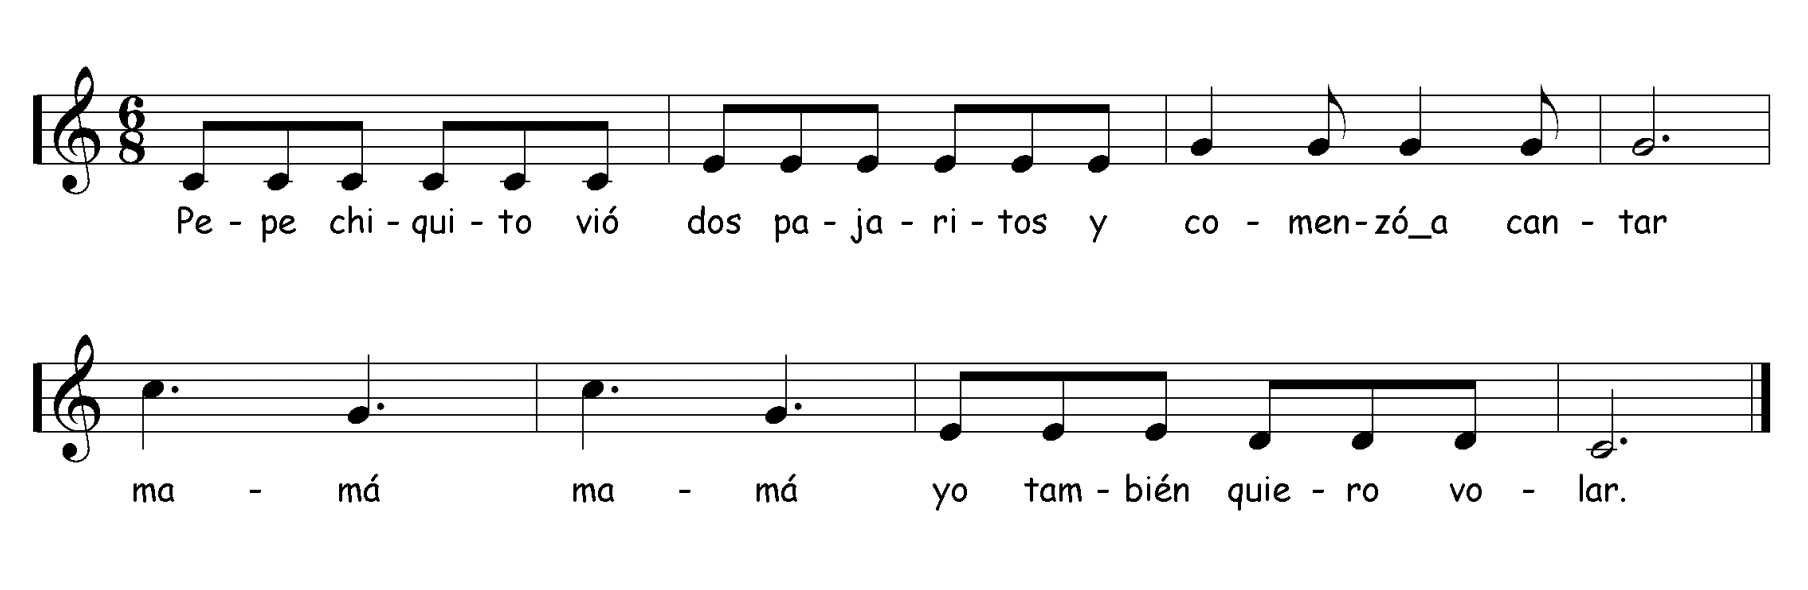 6
8
Pe - pe chi - qui - to vió dos pa - ja - ri - tos y co - men - zó_a can - tar
ma - má ma - má yo tam - bién quie - ro vo - lar.